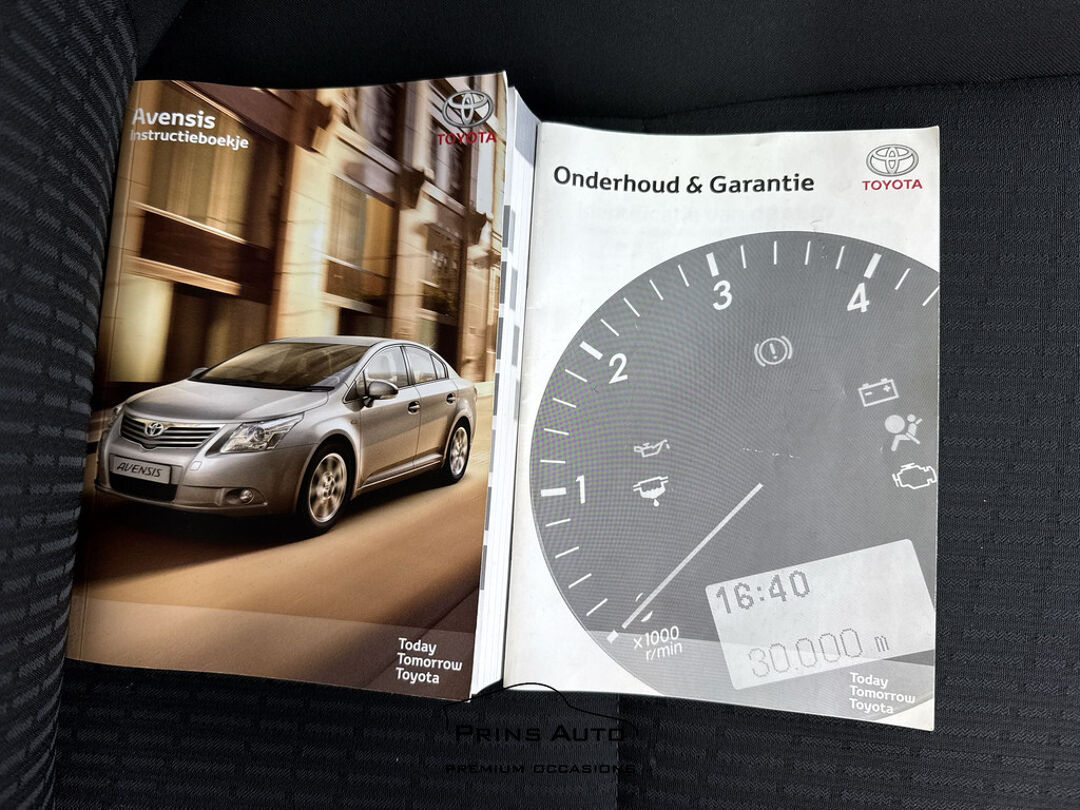 Avensis
Instructieboekje
TOYOTA
AVENSIS
Today
Tomorrow
Toyota
Onderhoud & Garantie
TOYOTA
1
2
3
4
x1000
r/min
16:40
30.000 m
Today
Tomorrow
Toyota
PRINS AUTO
PREMIUM OCCASIONS